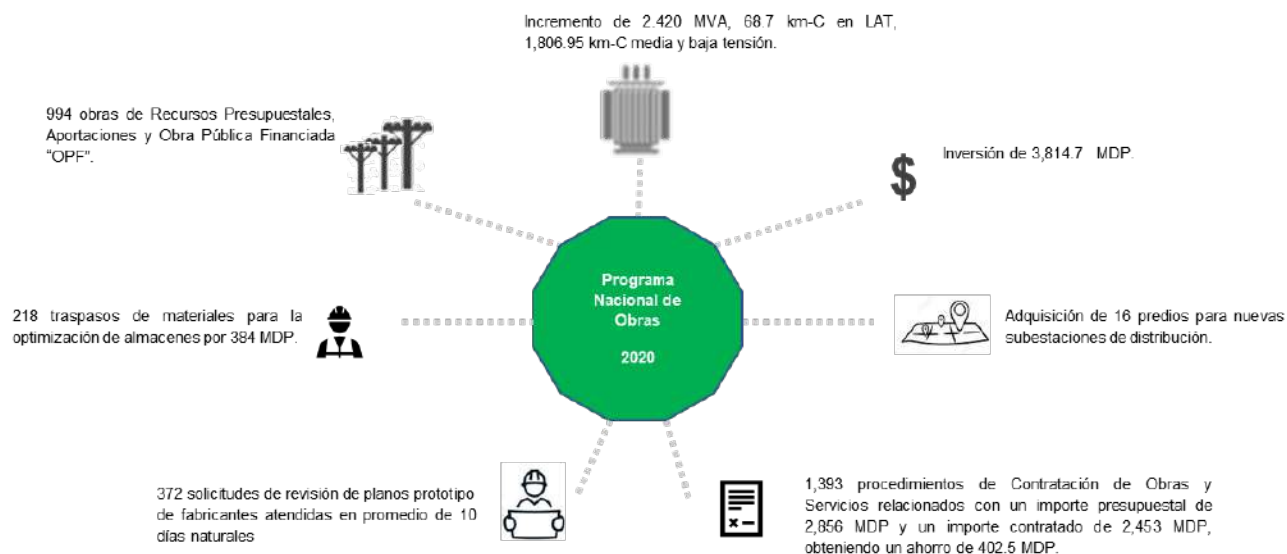 Incremento de 2.420 MVA, 68.7 km-C en LAT,
1,806.95 km-C media y baja tensión.
994 obras de Recursos Presupuestales,
Aportaciones y Obra Pública Financiada
"OPF".
$
Inversión de 3,814.7 MDP.
Programa
Nacional de
Obras
2020
218 traspasos de materiales para la
optimización de almacenes por 384 MDP.
Adquisición de 16 predios para nuevas
subestaciones de distribución.
372 solicitudes de revisión de planos prototipo
de fabricantes atendidas en promedio de 10
días naturales
1,393 procedimientos de Contratación de Obras y
Servicios relacionados con un importe presupuestal de
2,856 MDP y un importe contratado de 2,453 MDP,
obteniendo un ahorro de 402.5 MDP.